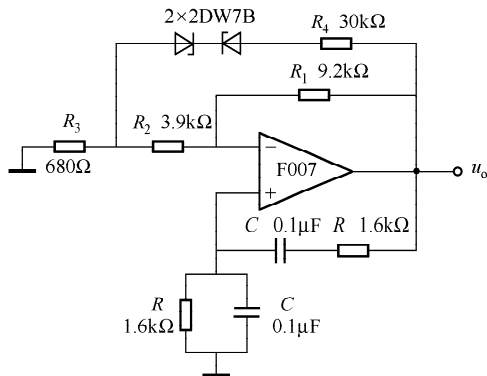 2×2DW7B
R₄ 30kΩ
R₁ 9.2kΩ
R₃
680Ω
R₂ 3.9kΩ
−
F007
+
uₒ
C 0.1μF
R 1.6kΩ
R
1.6kΩ
C
0.1μF